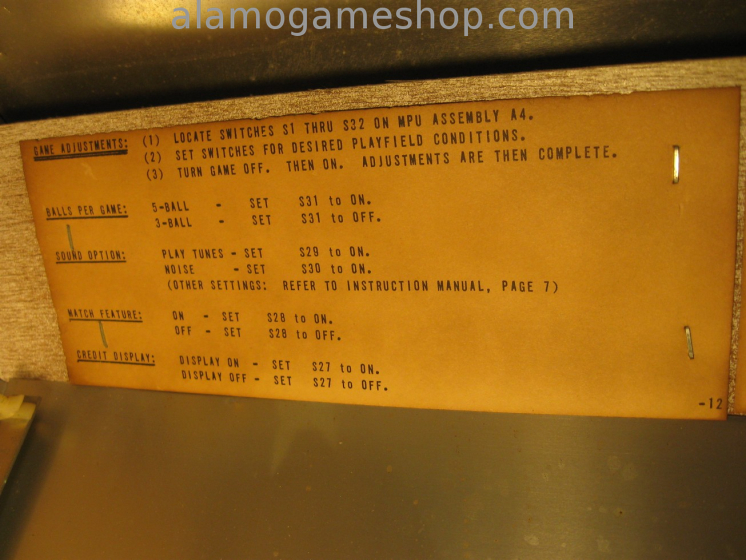 alamogameshop.com
GAME ADJUSTMENTS: (1) LOCATE SWITCHES S1 THRU S32 ON MPU ASSEMBLY A4.
(2) SET SWITCHES FOR DESIRED PLAYFIELD CONDITIONS.
(3) TURN GAME OFF. THEN ON. ADJUSTMENTS ARE THEN COMPLETE.
BALLS PER GAME: 5-BALL - SET S31 to ON.
3-BALL - SET S31 to OFF.
SOUND OPTION: PLAY TUNES - SET S29 to ON.
NOISE - SET S30 to ON.
(OTHER SETTINGS: REFER TO INSTRUCTION MANUAL, PAGE 7)
MATCH FEATURE: ON - SET S28 to ON.
OFF - SET S28 to OFF.
CREDIT DISPLAY: DISPLAY ON - SET S27 to ON.
DISPLAY OFF - SET S27 to OFF.
-12